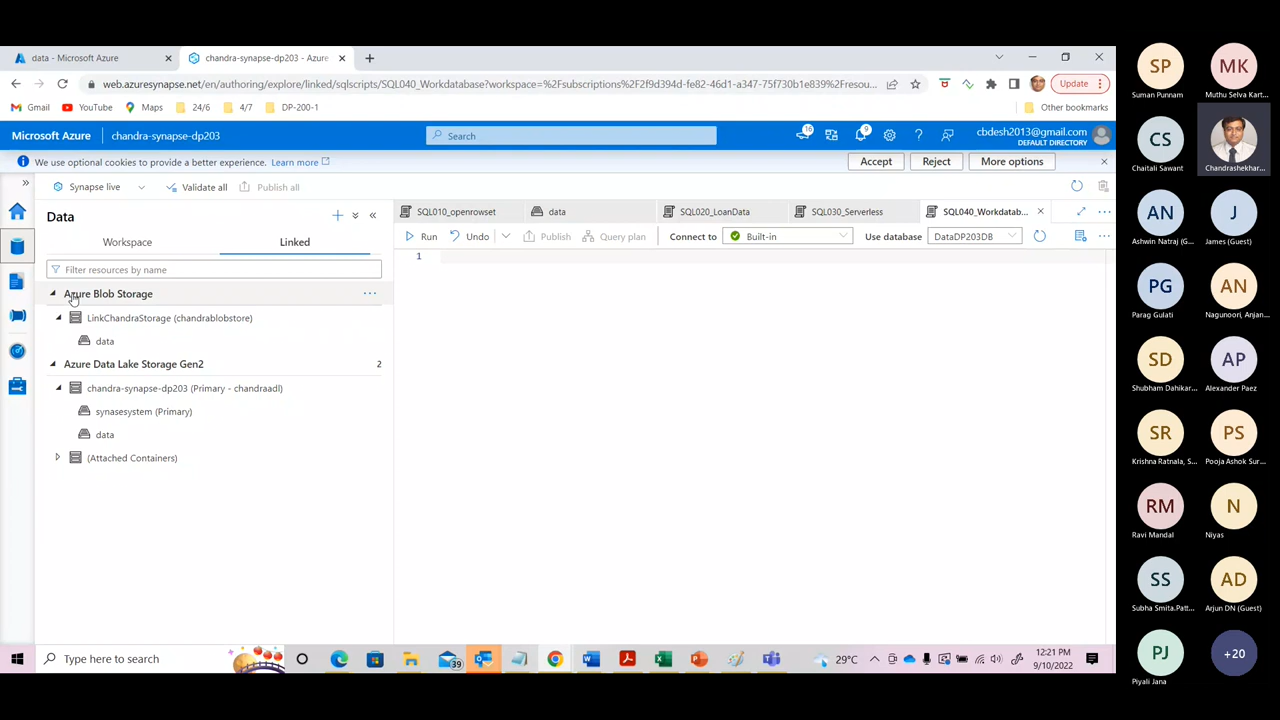 data - Microsoft Azure
chandra-synapse-dp203 - Azure
web.azuresynapse.net/en/authoring/explore/linked/sqlscripts/SQL040_Workdatabase?workspace=%2Fsubscriptions%2F2f9d394d-fe82-46d1-a347-75f730b1e839%2Fresou...
Update
Gmail
YouTube
Maps
24/6
4/7
DP-200-1
Other bookmarks
Microsoft Azure
chandra-synapse-dp203
Search
16
9
cbdesh2013@gmail.com
DEFAULT DIRECTORY
We use optional cookies to provide a better experience. Learn more
Accept
Reject
More options
Synapse live
Validate all
Publish all
Data
Workspace
Linked
Filter resources by name
Azure Blob Storage
LinkChandraStorage (chandrablobstore)
data
Azure Data Lake Storage Gen2
2
chandra-synapse-dp203 (Primary - chandraadl)
synasesystem (Primary)
data
(Attached Containers)
SQL010_openrowset
data
SQL020_LoanData
SQL030_Serverless
SQL040_Workdatab...
Run
Undo
Publish
Query plan
Connect to
Built-in
Use database
DataDP203DB
1
Type here to search
39
29°C
12:21 PM
9/10/2022
SP
Suman Punnam
MK
Muthu Selva Kart...
CS
Chaitali Sawant
Chandrashekhar...
AN
Ashwin Natraj (G...
J
James (Guest)
PG
Parag Gulati
AN
Nagunoori, Anjan...
SD
Shubham Dahikar...
AP
Alexander Paez
SR
Krishna Ratnala, S...
PS
Pooja Ashok Sur...
RM
Ravi Mandal
N
Niyas
SS
Subha Smita.Patt...
AD
Arjun DN (Guest)
PJ
Piyali Jana
+20